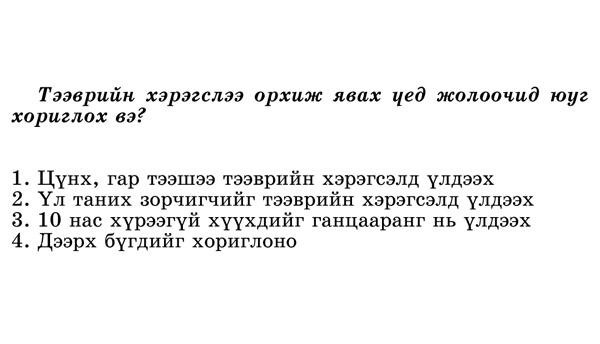 Тээврийн хэрэгслээ орхиж явах үед жолоочид юуг
хориглох вэ?
1. Цүнх, гар тээшээ тээврийн хэрэгсэлд үлдээх
2. Үл таних зорчигчийг тээврийн хэрэгсэлд үлдээх
3. 10 нас хүрээгүй хүүхдийг ганцааранг нь үлдээх
4. Дээрх бүгдийг хориглоно